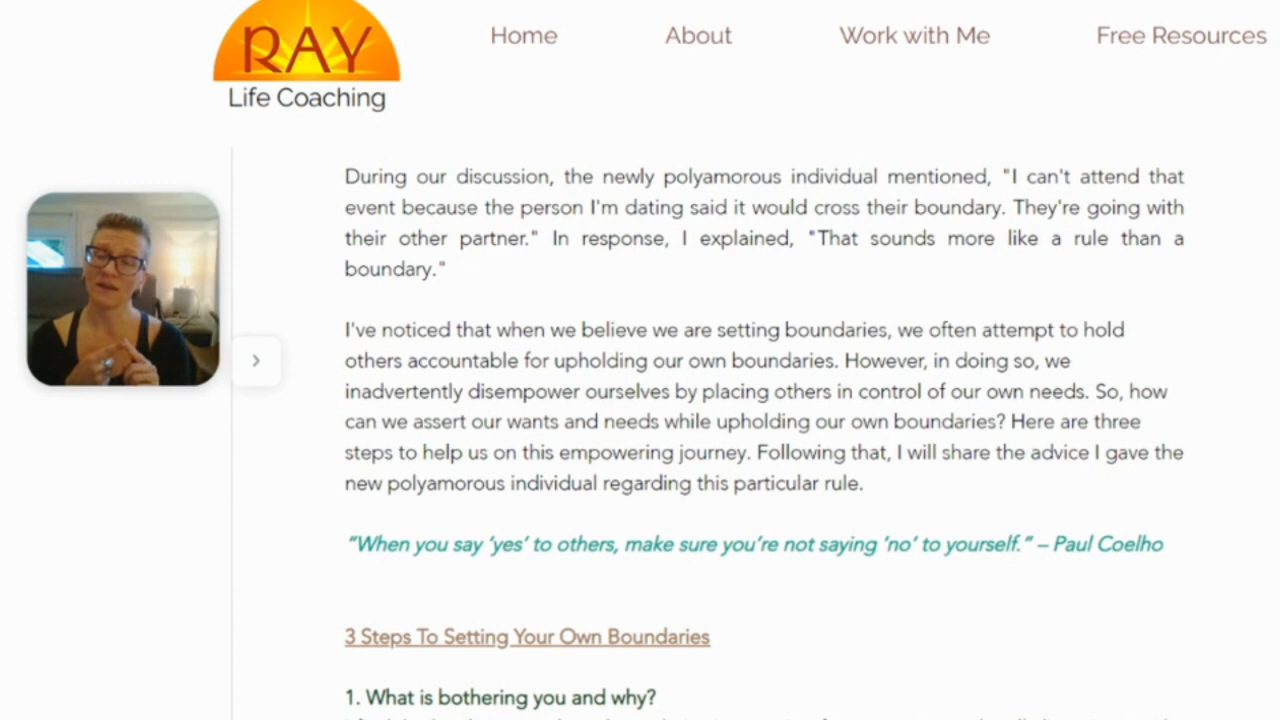 RAY
Life Coaching
Home
About
Work with Me
Free Resources
During our discussion, the newly polyamorous individual mentioned, "I can't attend that
event because the person I'm dating said it would cross their boundary. They're going with
their other partner." In response, I explained, "That sounds more like a rule than a
boundary."
I've noticed that when we believe we are setting boundaries, we often attempt to hold
others accountable for upholding our own boundaries. However, in doing so, we
inadvertently disempower ourselves by placing others in control of our own needs. So, how
can we assert our wants and needs while upholding our own boundaries? Here are three
steps to help us on this empowering journey. Following that, I will share the advice I gave the
new polyamorous individual regarding this particular rule.
“When you say ‘yes’ to others, make sure you’re not saying ‘no’ to yourself.” – Paul Coelho
3 Steps To Setting Your Own Boundaries
1. What is bothering you and why?